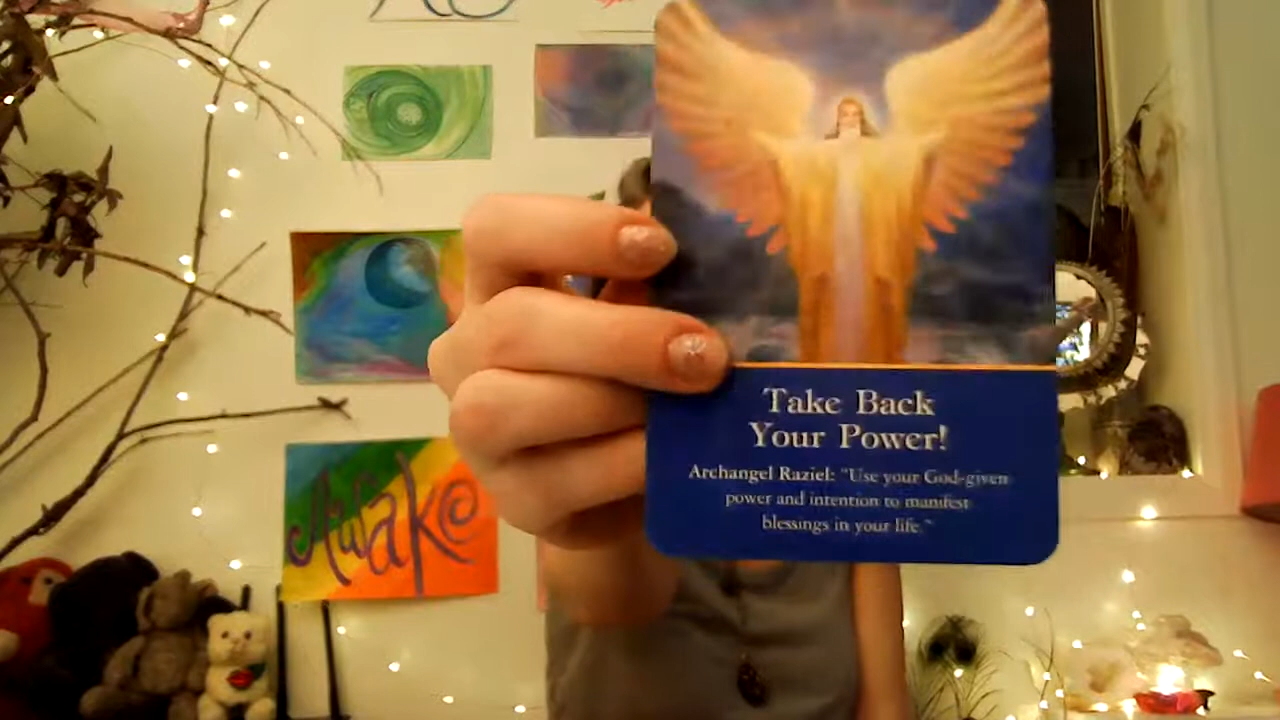 Awake
Take Back
Your Power!
Archangel Raziel: "Use your God-given
power and intention to manifest
blessings in your life."